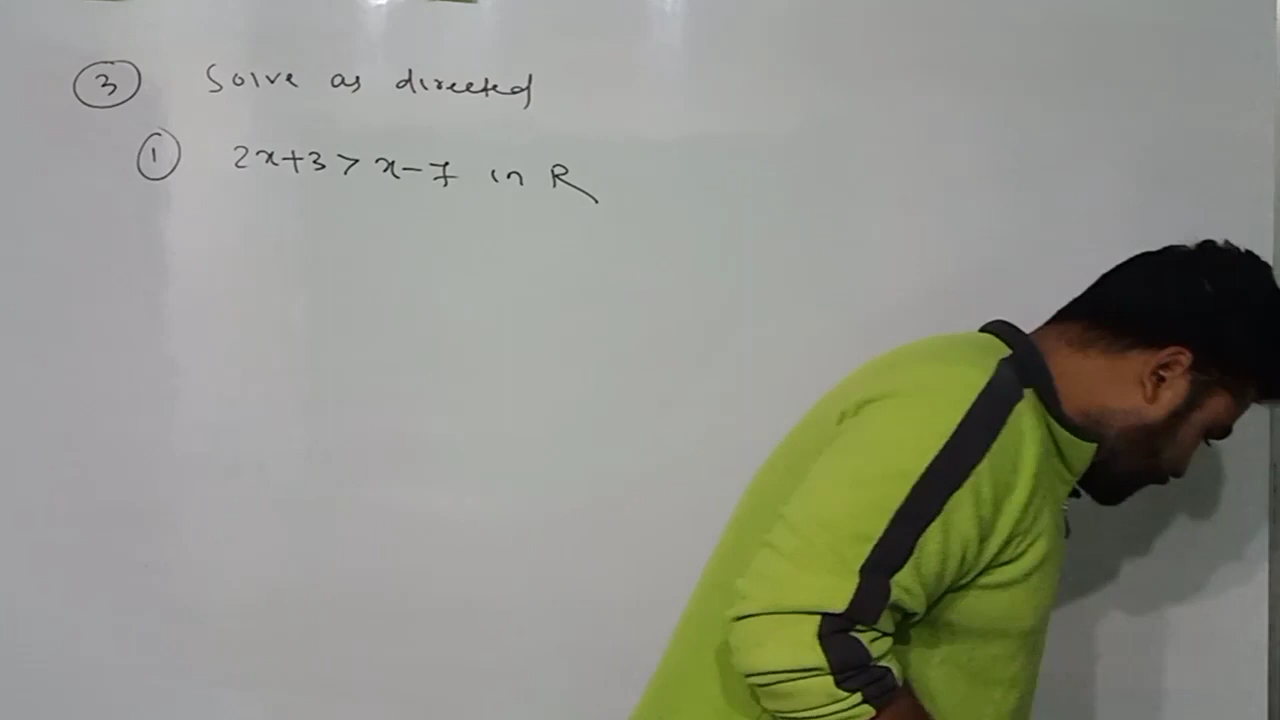 3 Solve as directed
1 2x+3 > x-7 in R